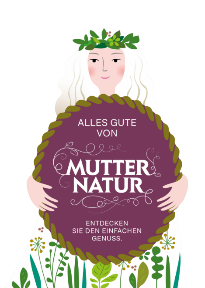 ALLES GUTE
VON
MUTTER
NATUR
ENTDECKEN
SIE DEN EINFACHEN
GENUSS.